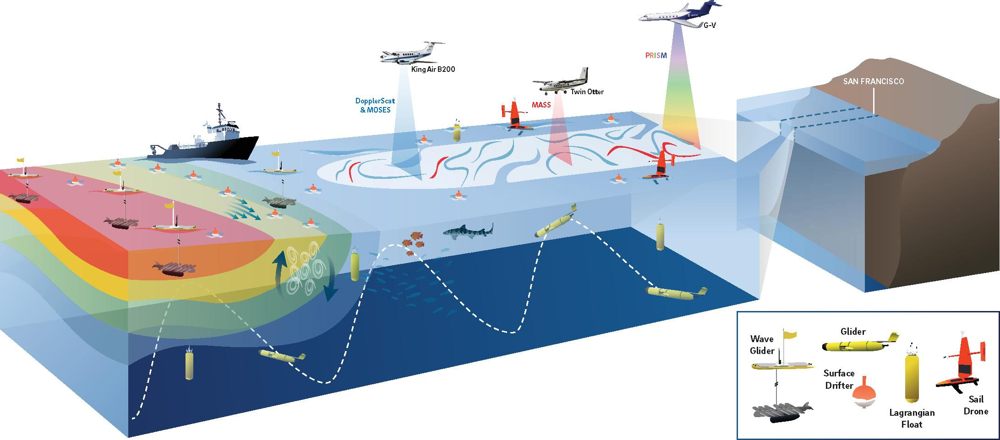 G-V
PRISM
King Air B200
Twin Otter
DopplerScat
& MOSES
MASS
SAN FRANCISCO
Wave
Glider
Glider
Surface
Drifter
Lagrangian
Float
Sail
Drone